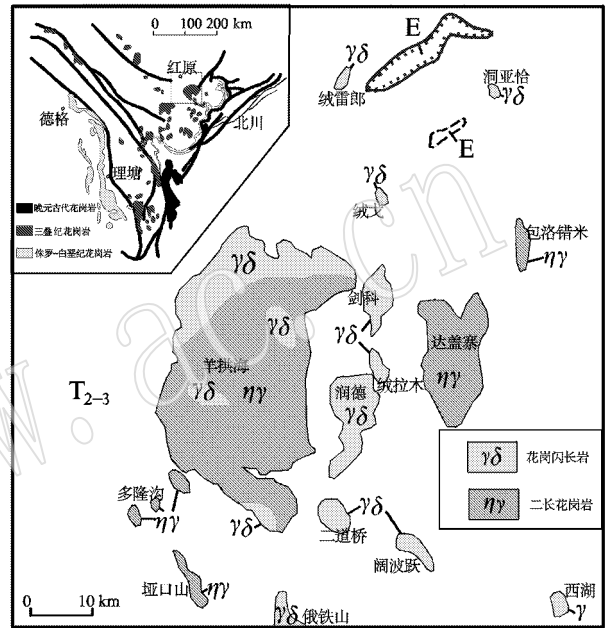 0 100 200 km
红原
德格
北川
理塘
晚元古代花岗岩
三叠纪花岗岩
侏罗-白垩纪花岗岩
E
γδ
绒雷郎
洞亚恰
γδ
E
γδ
绒戈
包洛错米
ηγ
γδ
剑科
γδ
γδ
达盖寨
羊拱海
γδ
ηγ
ηγ
绒拉木
润德
γδ
T₂₋₃
γδ
花岗闪长岩
ηγ
二长花岗岩
多隆沟
ηγ
γδ
γδ
二道桥
阔波跃
垭口山
ηγ
γδ
俄铁山
西湖
γ
0 10 km
www.ac.cn